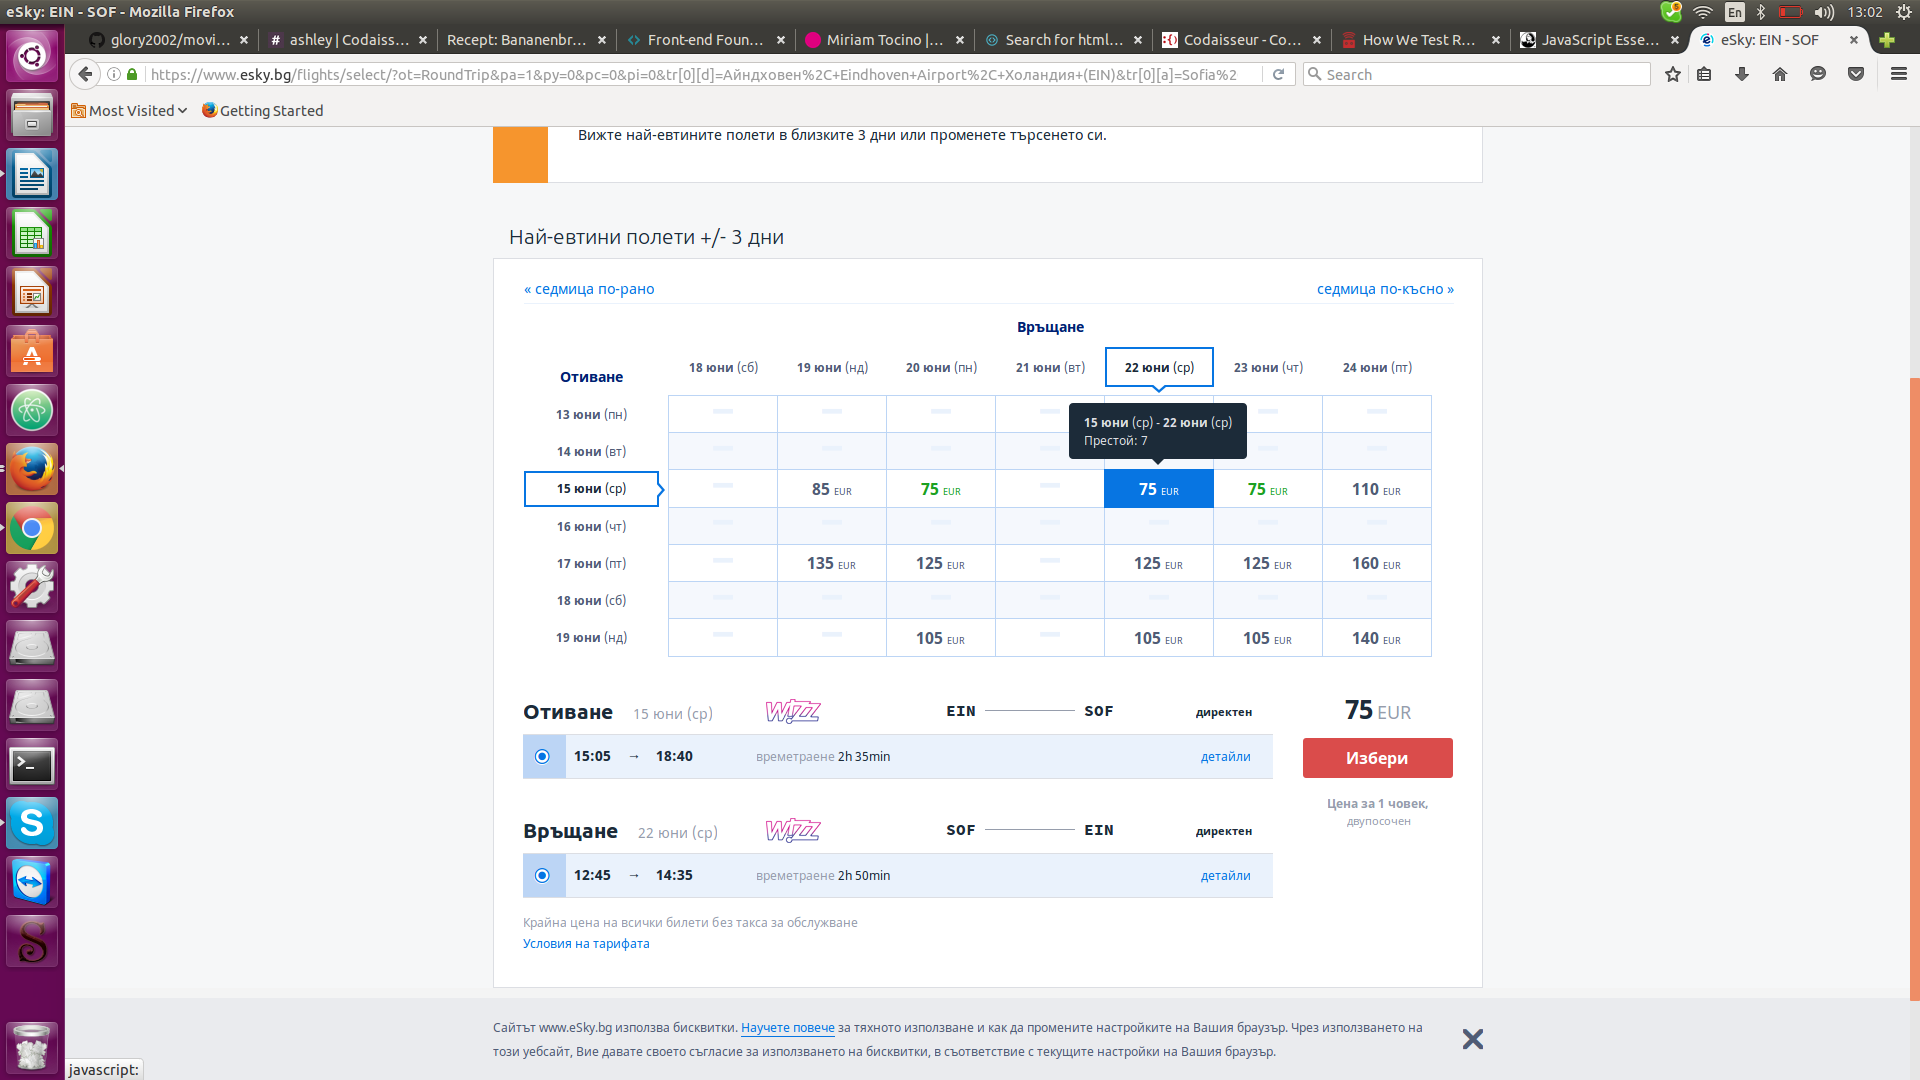 eSky: EIN - SOF - Mozilla Firefox
En
13:02
glory2002/movi...
ashley | Codaiss...
Recept: Bananenbr...
Front-end Foun...
Miriam Tocino |...
Search for html...
Codaisseur - Co...
How We Test R...
JavaScript Esse...
eSky: EIN - SOF
https://www.esky.bg/flights/select/?ot=RoundTrip&pa=1&py=0&pc=0&pi=0&tr[0][d]=Айндховен%2C+Eindhoven+Airport%2C+Холандия+(EIN)&tr[0][a]=Sofia%2
Search
Most Visited
Getting Started
Вижте най-евтините полети в близките 3 дни или променете търсенето си.
Най-евтини полети +/- 3 дни
« седмица по-рано
седмица по-късно »
Връщане
Отиване
18 юни (сб) 19 юни (нд) 20 юни (пн) 21 юни (вт) 22 юни (ср) 23 юни (чт) 24 юни (пт)
13 юни (пн)
15 юни (ср) - 22 юни (ср)
Престой: 7
14 юни (вт)
15 юни (ср) 85 EUR 75 EUR 75 EUR 75 EUR 110 EUR
16 юни (чт)
17 юни (пт) 135 EUR 125 EUR 125 EUR 125 EUR 160 EUR
18 юни (сб)
19 юни (нд) 105 EUR 105 EUR 105 EUR 140 EUR
Отиване 15 юни (ср) Wizz EIN SOF директен
75 EUR
15:05 → 18:40 времетраене 2h 35min детайли
Избери
Цена за 1 човек,
двупосочен
Връщане 22 юни (ср) Wizz SOF EIN директен
12:45 → 14:35 времетраене 2h 50min детайли
Крайна цена на всички билети без такса за обслужване
Условия на тарифата
Сайтът www.eSky.bg използва бисквитки. Научете повече за тяхното използване и как да промените настройките на Вашия браузър. Чрез използването на
този уебсайт, Вие давате своето съгласие за използването на бисквитки, в съответствие с текущите настройки на Вашия браузър.
javascript: